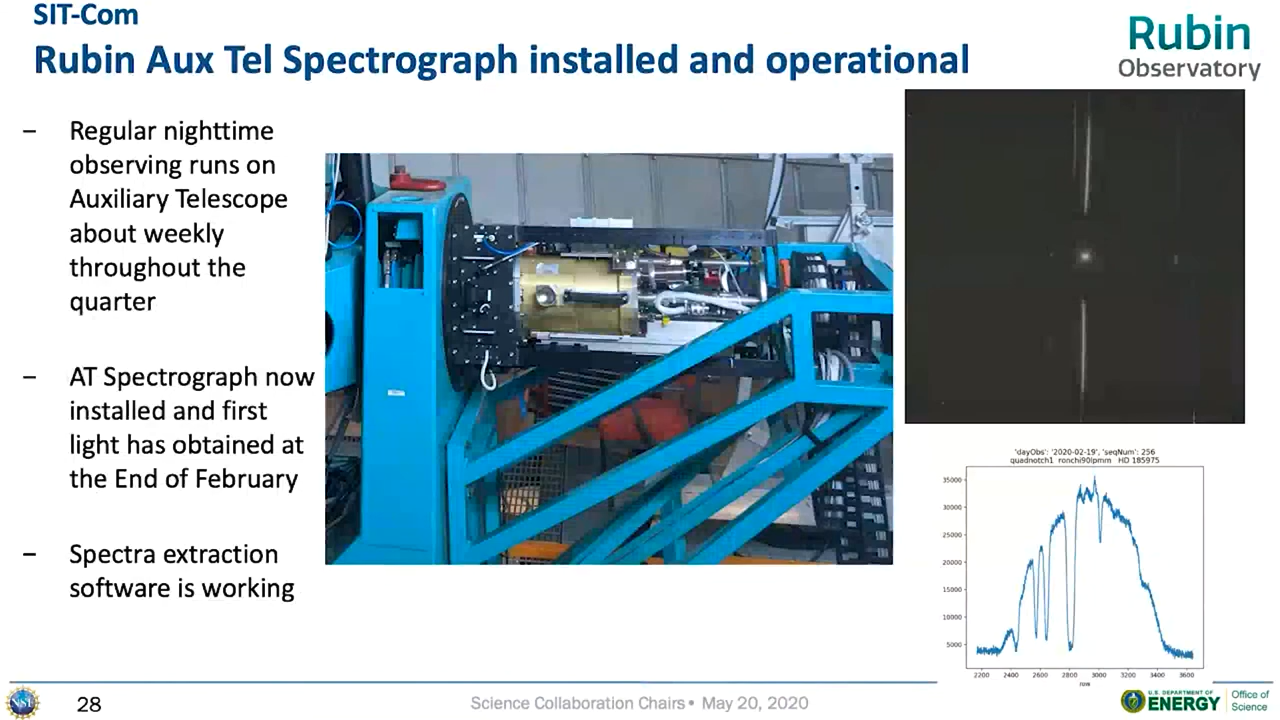 SIT-Com
Rubin Aux Tel Spectrograph installed and operational
Rubin
Observatory
– Regular nighttime
observing runs on
Auxiliary Telescope
about weekly
throughout the
quarter
– AT Spectrograph now
installed and first
light has obtained at
the End of February
– Spectra extraction
software is working
'dayObs': '2020-02-19', 'seqNum': 256
quadnotch1 ronchi90lpmm HD 185975
35000
30000
25000
20000
15000
10000
5000
2200 2400 2600 2800 3000 3200 3400 3600
row
NSF
28
Science Collaboration Chairs• May 20, 2020
U.S. DEPARTMENT OF
ENERGY
Office of
Science